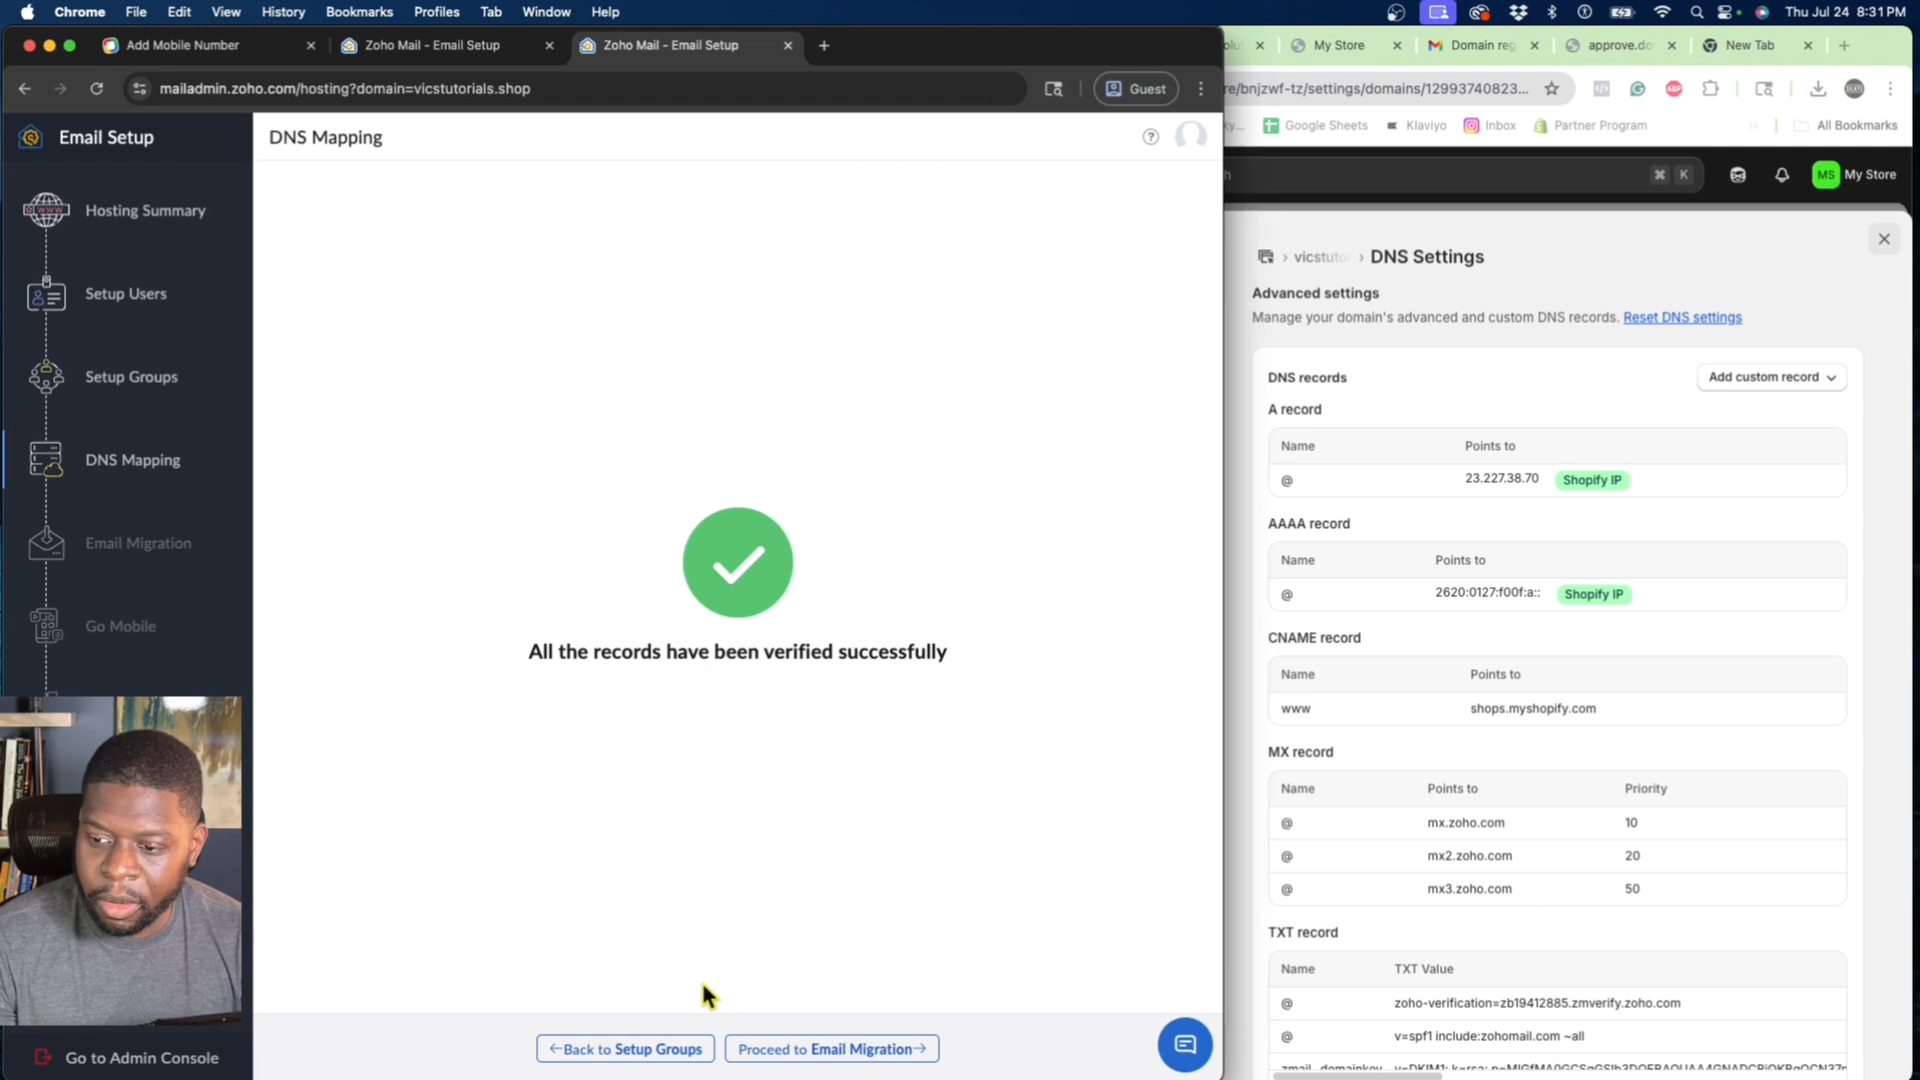 Chrome File Edit View History Bookmarks Profiles Tab Window Help
Thu Jul 24 8:31 PM
Add Mobile Number
Zoho Mail - Email Setup
Zoho Mail - Email Setup
My Store
Domain reg
approve.do
New Tab
mailadmin.zoho.com/hosting?domain=vicstutorials.shop
Guest
re/bnjzwf-tz/settings/domains/12993740823...
Google Sheets
Klaviyo
Inbox
Partner Program
All Bookmarks
Email Setup
Hosting Summary
Setup Users
Setup Groups
DNS Mapping
Email Migration
Go Mobile
Go to Admin Console
DNS Mapping
All the records have been verified successfully
←Back to Setup Groups
Proceed to Email Migration→
⌘ K
MS My Store
vicstuto › DNS Settings
Advanced settings
Manage your domain's advanced and custom DNS records. Reset DNS settings
DNS records
Add custom record
A record
Name Points to
@ 23.227.38.70 Shopify IP
AAAA record
Name Points to
@ 2620:0127:f00f:a:: Shopify IP
CNAME record
Name Points to
www shops.myshopify.com
MX record
Name Points to Priority
@ mx.zoho.com 10
@ mx2.zoho.com 20
@ mx3.zoho.com 50
TXT record
Name TXT Value
@ zoho-verification=zb19412885.zmverify.zoho.com
@ v=spf1 include:zohomail.com ~all